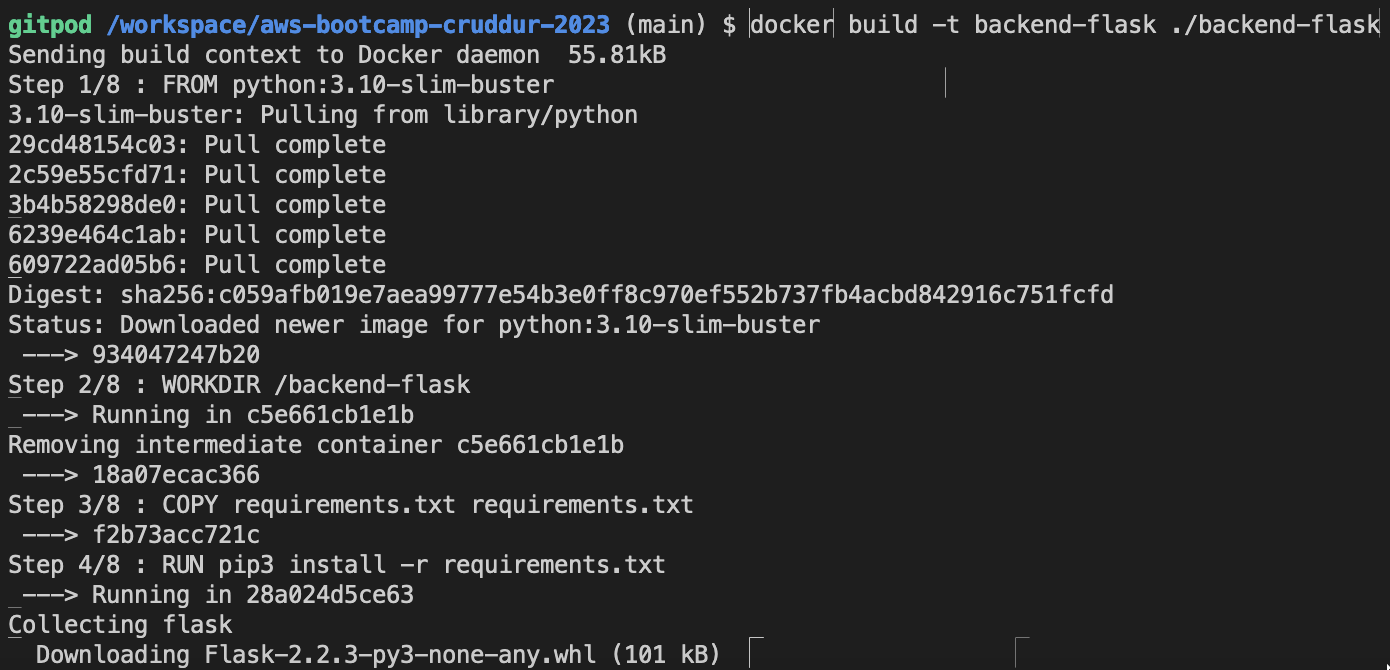 gitpod /workspace/aws-bootcamp-cruddur-2023 (main) $ docker build -t backend-flask ./backend-flask
Sending build context to Docker daemon  55.81kB
Step 1/8 : FROM python:3.10-slim-buster
3.10-slim-buster: Pulling from library/python
29cd48154c03: Pull complete
2c59e55cfd71: Pull complete
3b4b58298de0: Pull complete
6239e464c1ab: Pull complete
609722ad05b6: Pull complete
Digest: sha256:c059afb019e7aea99777e54b3e0ff8c970ef552b737fb4acbd842916c751fcfd
Status: Downloaded newer image for python:3.10-slim-buster
 ---> 934047247b20
Step 2/8 : WORKDIR /backend-flask
 ---> Running in c5e661cb1e1b
Removing intermediate container c5e661cb1e1b
 ---> 18a07ecac366
Step 3/8 : COPY requirements.txt requirements.txt
 ---> f2b73acc721c
Step 4/8 : RUN pip3 install -r requirements.txt
 ---> Running in 28a024d5ce63
Collecting flask
  Downloading Flask-2.2.3-py3-none-any.whl (101 kB)